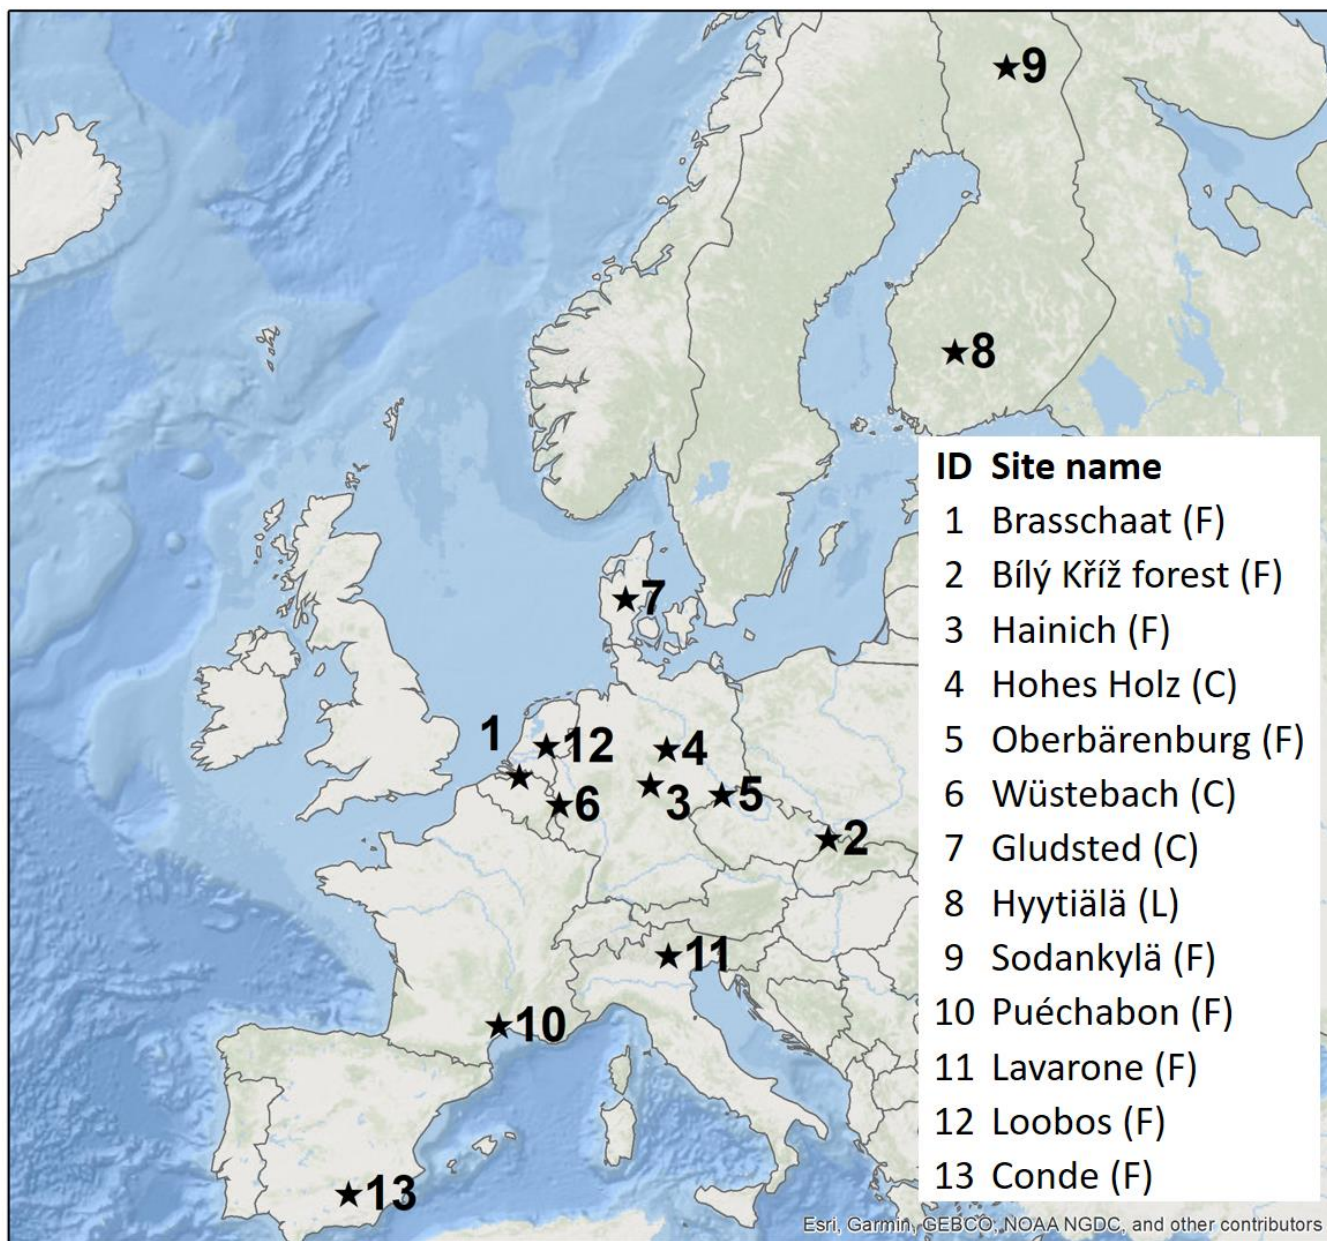 ★9
★8
★7
1
★12
★4
★3
★5
★6
★2
★11
★10
★13
ID Site name
1 Brasschaat (F)
2 Bílý Kříž forest (F)
3 Hainich (F)
4 Hohes Holz (C)
5 Oberbärenburg (F)
6 Wüstebach (C)
7 Gludsted (C)
8 Hyytiälä (L)
9 Sodankylä (F)
10 Puéchabon (F)
11 Lavarone (F)
12 Loobos (F)
13 Conde (F)
Esri, Garmin, GEBCO, NOAA NGDC, and other contributors